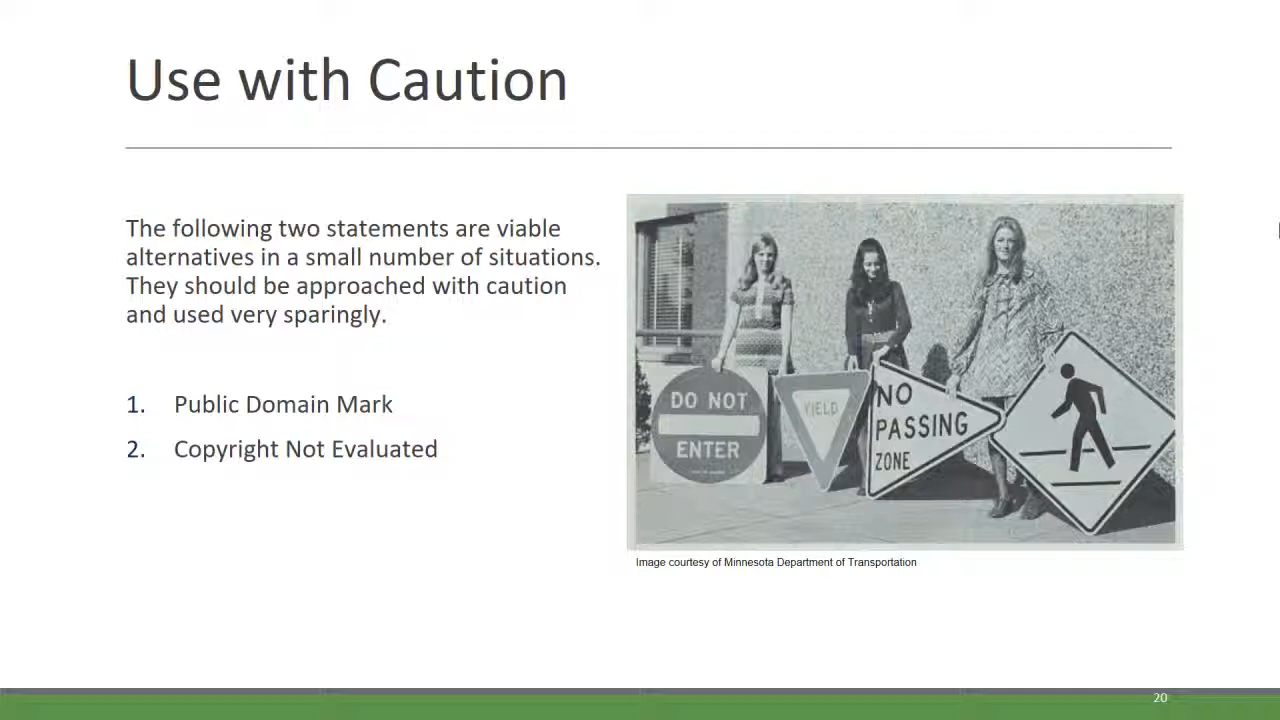 Use with Caution
The following two statements are viable
alternatives in a small number of situations.
They should be approached with caution
and used very sparingly.
1. Public Domain Mark
2. Copyright Not Evaluated
DO NOT
ENTER
YIELD
NO
PASSING
ZONE
Image courtesy of Minnesota Department of Transportation
20